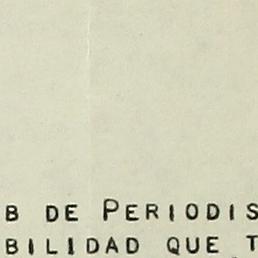 B DE PERIODIS
BILIDAD QUE T